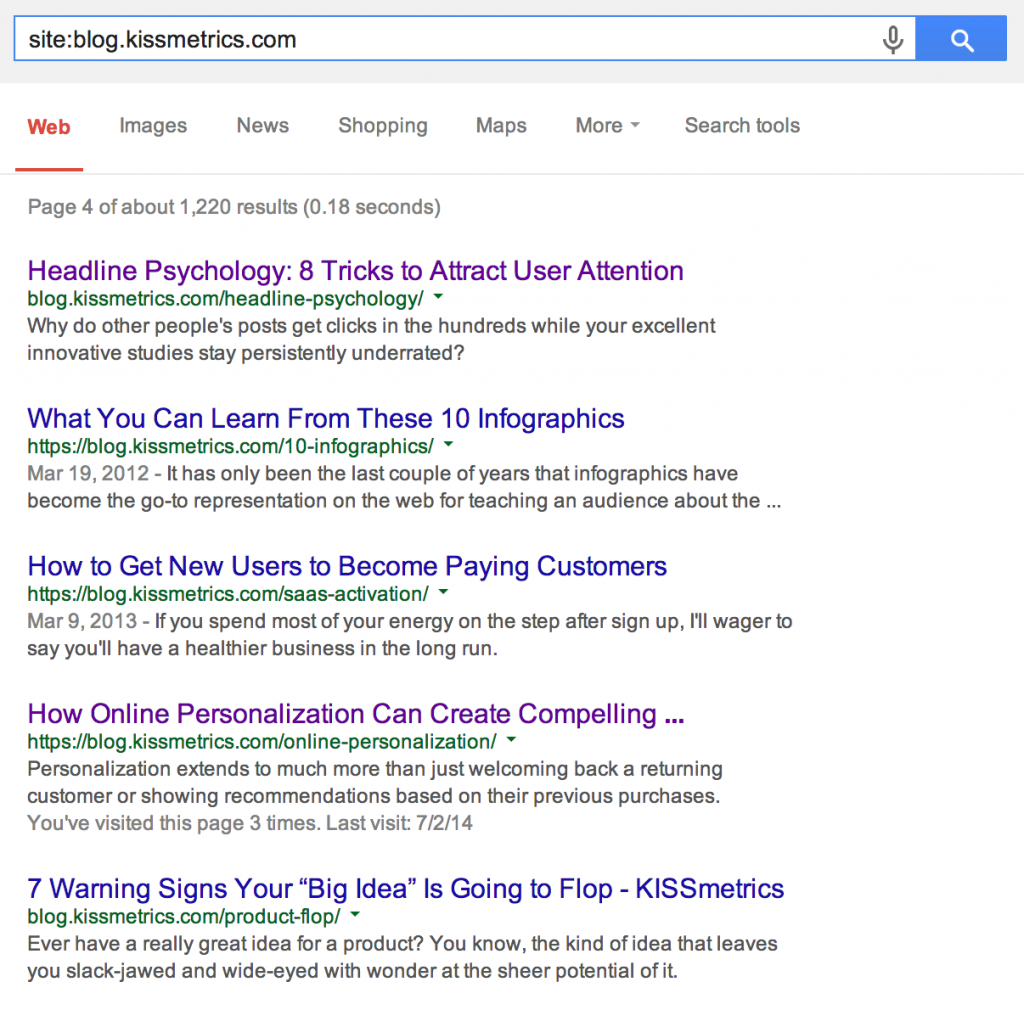 site:blog.kissmetrics.com
Web Images News Shopping Maps More Search tools
Page 4 of about 1,220 results (0.18 seconds)
Headline Psychology: 8 Tricks to Attract User Attention
blog.kissmetrics.com/headline-psychology/
Why do other people's posts get clicks in the hundreds while your excellent
innovative studies stay persistently underrated?
What You Can Learn From These 10 Infographics
https://blog.kissmetrics.com/10-infographics/
Mar 19, 2012 - It has only been the last couple of years that infographics have
become the go-to representation on the web for teaching an audience about the ...
How to Get New Users to Become Paying Customers
https://blog.kissmetrics.com/saas-activation/
Mar 9, 2013 - If you spend most of your energy on the step after sign up, I'll wager to
say you'll have a healthier business in the long run.
How Online Personalization Can Create Compelling ...
https://blog.kissmetrics.com/online-personalization/
Personalization extends to much more than just welcoming back a returning
customer or showing recommendations based on their previous purchases.
You've visited this page 3 times. Last visit: 7/2/14
7 Warning Signs Your “Big Idea” Is Going to Flop - KISSmetrics
blog.kissmetrics.com/product-flop/
Ever have a really great idea for a product? You know, the kind of idea that leaves
you slack-jawed and wide-eyed with wonder at the sheer potential of it.